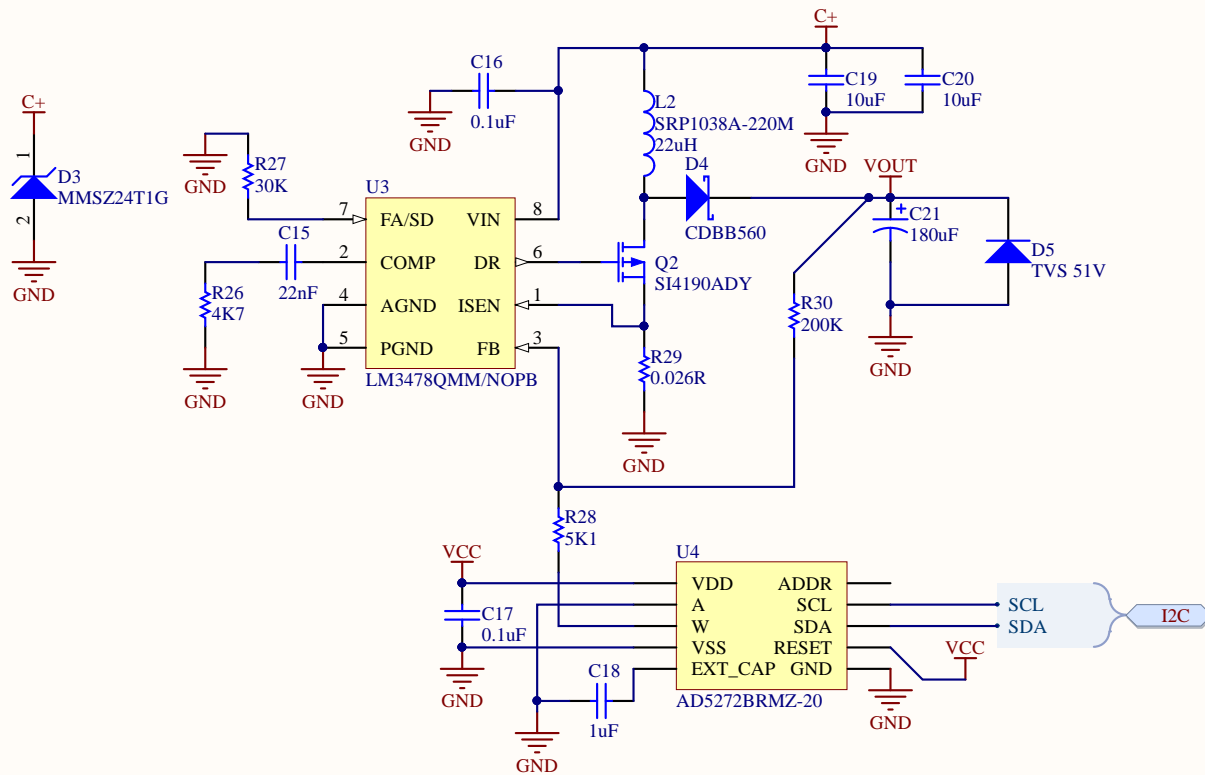 C+
C16
0.1uF
GND
C19
10uF
C20
10uF
GND
L2
SRP1038A-220M
22uH
C+
1
D3
MMSZ24T1G
2
GND
GND
R27
30K
U3
7
FA/SD
VIN
8
2
COMP
DR
6
4
AGND
ISEN
1
5
PGND
FB
3
LM3478QMM/NOPB
C15
22nF
R26
4K7
GND
GND
D4
CDBB560
VOUT
+
C21
180uF
D5
TVS 51V
GND
Q2
SI4190ADY
R30
200K
R29
0.026R
GND
R28
5K1
VCC
C17
0.1uF
GND
U4
VDD
ADDR
A
SCL
W
SDA
VSS
RESET
EXT_CAP
GND
AD5272BRMZ-20
C18
1uF
GND
SCL
SDA
I2C
VCC
GND